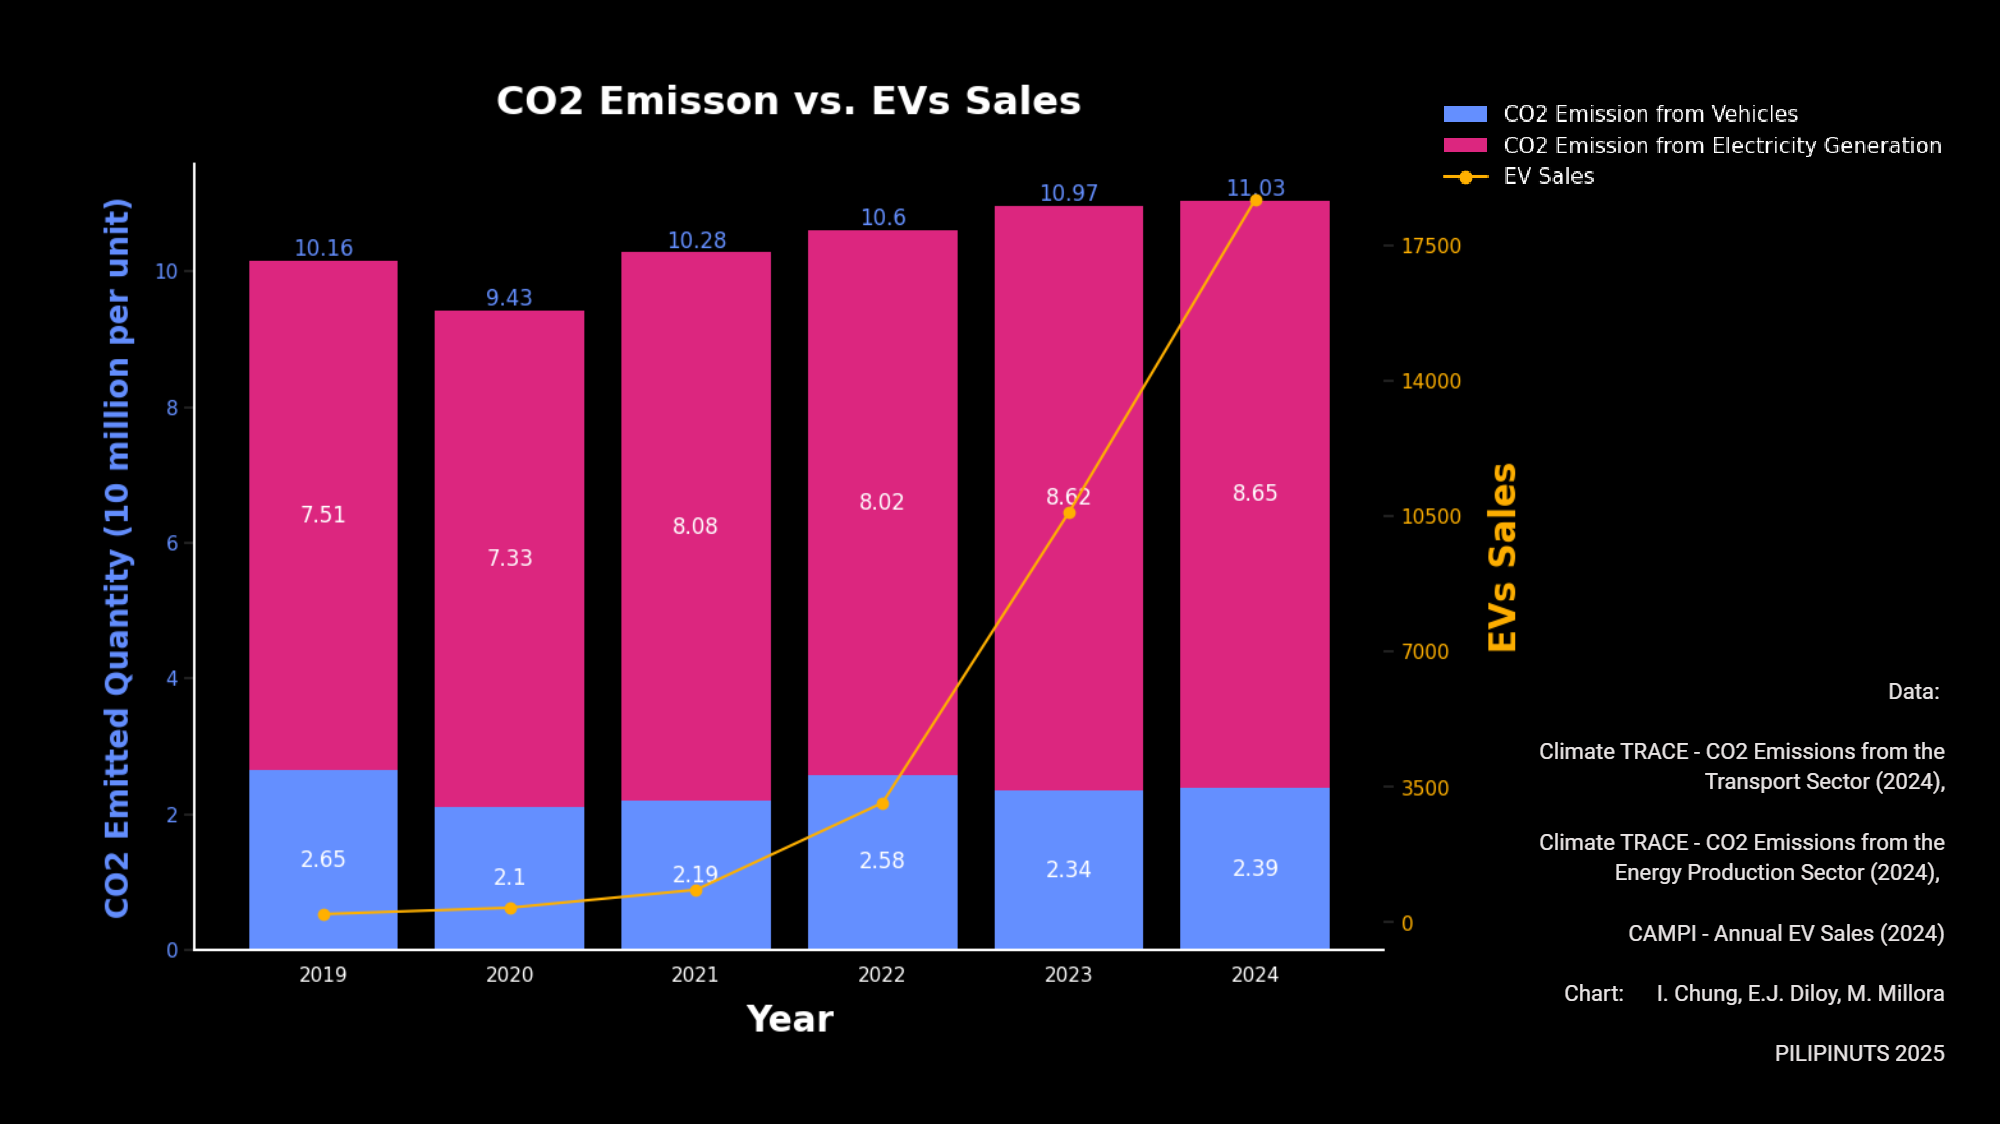 CO2 Emisson vs. EVs Sales
CO2 Emission from Vehicles
CO2 Emission from Electricity Generation
EV Sales
CO2 Emitted Quantity (10 million per unit)
10
8
6
4
2
0
10.16
9.43
10.28
10.6
10.97
11.03
7.51
7.33
8.08
8.02
8.62
8.65
2.65
2.1
2.19
2.58
2.34
2.39
17500
14000
10500
7000
3500
0
EVs Sales
2019
2020
2021
2022
2023
2024
Year
Data:
Climate TRACE - CO2 Emissions from the
Transport Sector (2024),
Climate TRACE - CO2 Emissions from the
Energy Production Sector (2024),
CAMPI - Annual EV Sales (2024)
Chart: I. Chung, E.J. Diloy, M. Millora
PILIPINUTS 2025